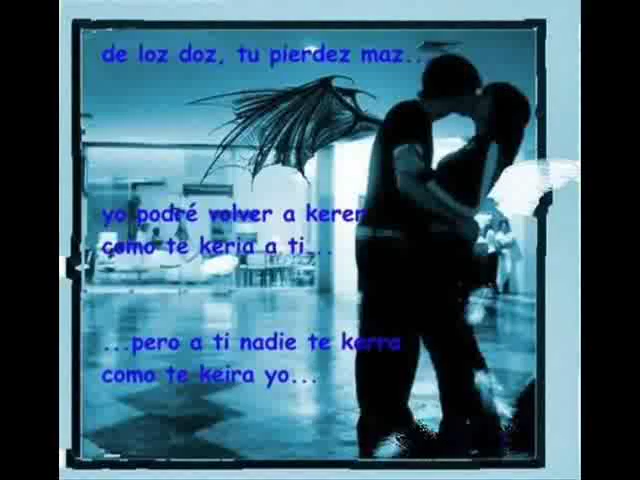 de loz doz, tu pierdez maz..
yo podré volver a kerer
como te keria a ti...
...pero a ti nadie te kerra
como te keira yo...